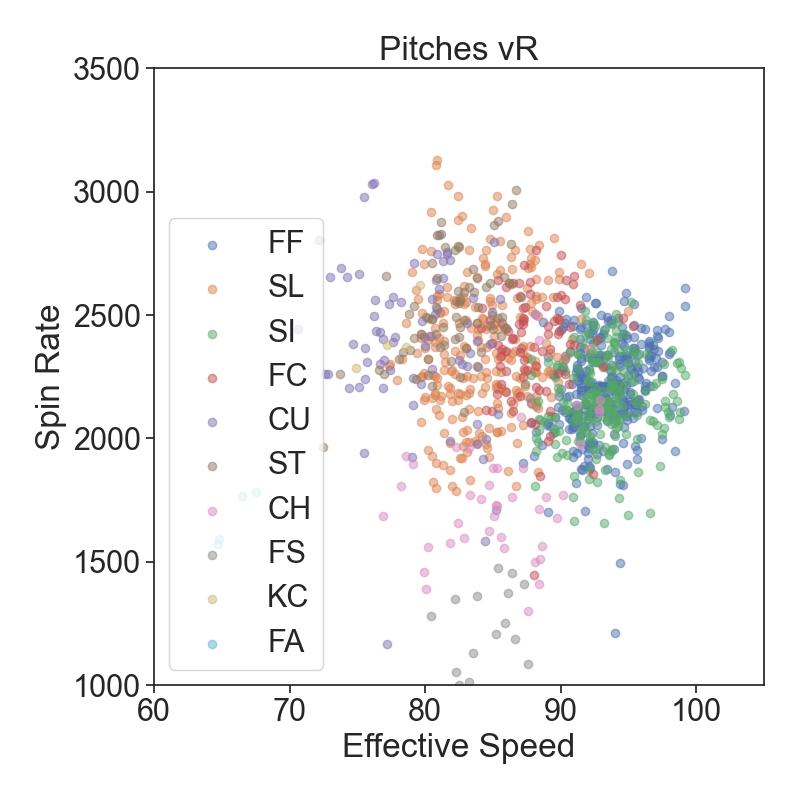 Pitches vR
3500
3000
2500
2000
1500
1000
Spin Rate
FF
SL
SI
FC
CU
ST
CH
FS
KC
FA
60 70 80 90 100
Effective Speed